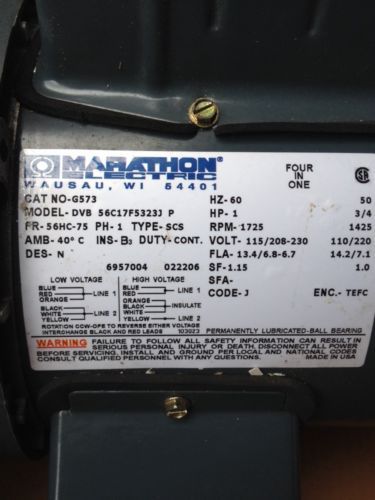 MARATHON
ELECTRIC
WAUSAU, WI 54401
FOUR
IN
ONE
SA
CAT NO-G573 HZ-60 50
MODEL-DVB 56C17F5323J P HP-1 3/4
FR-56HC-75 PH-1 TYPE-SCS RPM-1725 1425
AMB-40°C INS-B3 DUTY-CONT. VOLT-115/208-230 110/220
DES-N FLA-13.4/6.8-6.7 14.2/7.1
6957004 022206 SF-1.15 1.0
SFA-
CODE-J ENC.-TEFC
LOW VOLTAGE HIGH VOLTAGE
BLUE
RED LINE 1
ORANGE
BLACK
WHITE LINE 2
YELLOW
BLUE LINE 1
RED
ORANGE INSULATE
BLACK
WHITE LINE 2
YELLOW
ROTATION CCW-OPE TO REVERSE EITHER VOLTAGE
INTERCHANGE BLACK AND RED LEADS 103023 PERMANENTLY LUBRICATED-BALL BEARING
WARNING FAILURE TO FOLLOW ALL SAFETY INFORMATION CAN RESULT IN
SERIOUS PERSONAL INJURY OR DEATH, DISCONNECT ALL POWER
BEFORE SERVICING. INSTALL AND GROUND PER LOCAL AND NATIONAL CODES
CONSULT QUALIFIED PERSONNEL WITH ANY QUESTIONS. MADE IN USA